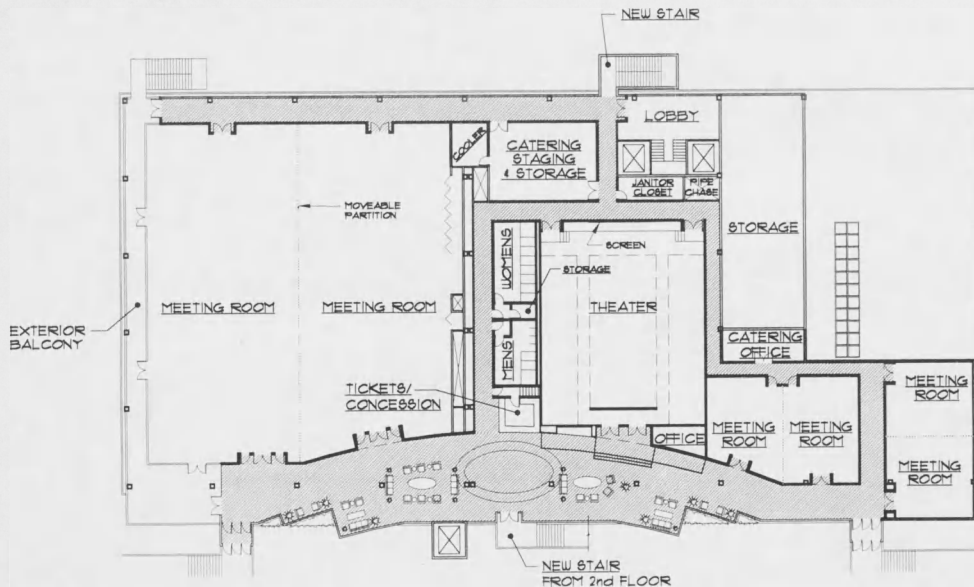 NEW STAIR
LOBBY
COOLER
CATERING
STAGING
& STORAGE
JANITOR
CLOSET
PIPE
CHASE
MOVEABLE
PARTITION
STORAGE
SCREEN
WOMENS
STORAGE
MEETING ROOM
MEETING ROOM
THEATER
EXTERIOR
BALCONY
MENS
CATERING
OFFICE
TICKETS/
CONCESSION
MEETING
ROOM
MEETING
ROOM
MEETING
ROOM
OFFICE
MEETING
ROOM
NEW STAIR
FROM 2nd FLOOR